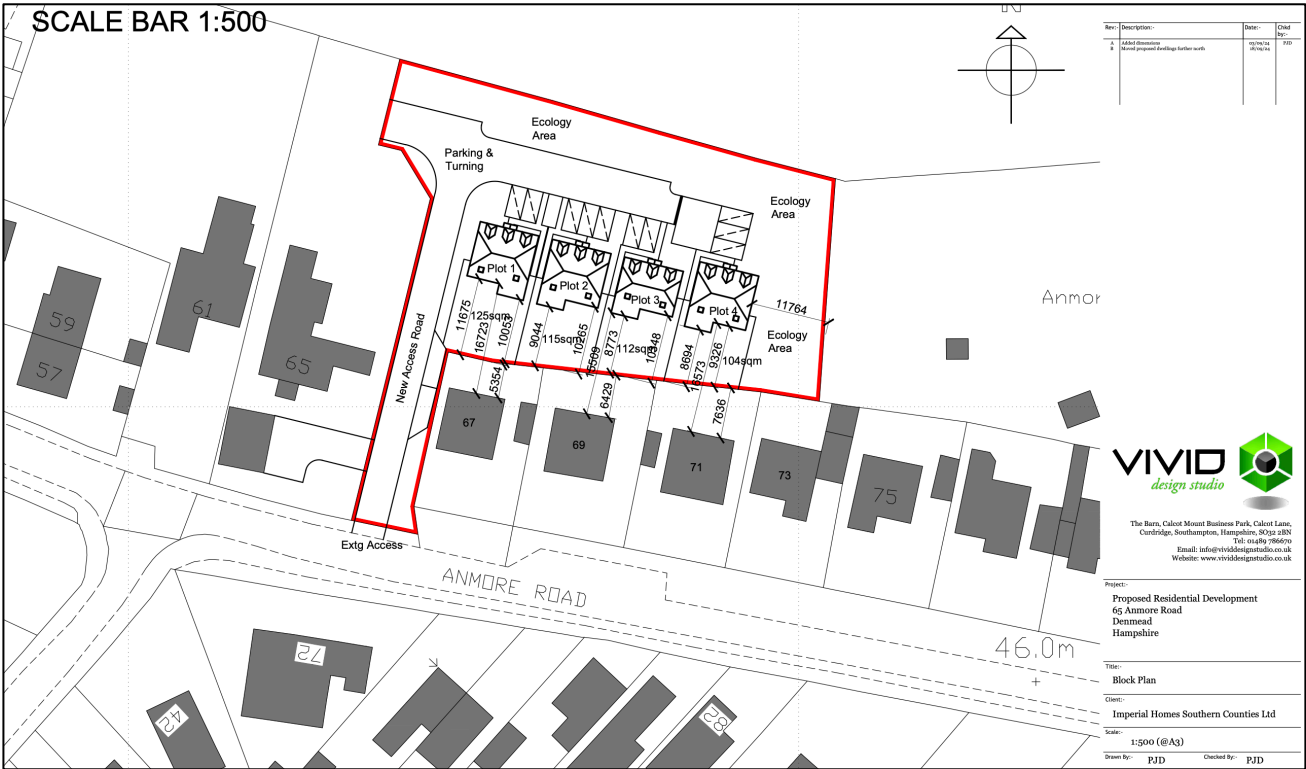 SCALE BAR 1:500
N
Rev:- Description:- Date:- Chkd by:-
A Added dimensions 03/09/24 PJD
B Moved proposed dwellings further north 18/09/24
Ecology
Area
Parking &
Turning
Ecology
Area
Plot 1
Plot 2
Plot 3
Plot 4
11764
Anmor
11675
125sqm
16723
10053
9044
115sqm
10265
15509
8773
112sqm
10348
8694
16573
9326
104sqm
Ecology
Area
59
57
61
65
New Access Road
5354
6429
7636
67
69
71
73
75
Extg Access
ANMORE ROAD
46.0m
72
42
82
VIVID
design studio
The Barn, Calcot Mount Business Park, Calcot Lane,
Curdridge, Southampton, Hampshire, SO32 2BN
Tel: 01489 786670
Email: info@vividdesignstudio.co.uk
Website: www.vividdesignstudio.co.uk
Project:-
Proposed Residential Development
65 Anmore Road
Denmead
Hampshire
Title:-
Block Plan
Client:-
Imperial Homes Southern Counties Ltd
Scale:-
1:500 (@A3)
Drawn By:- PJD Checked By:- PJD